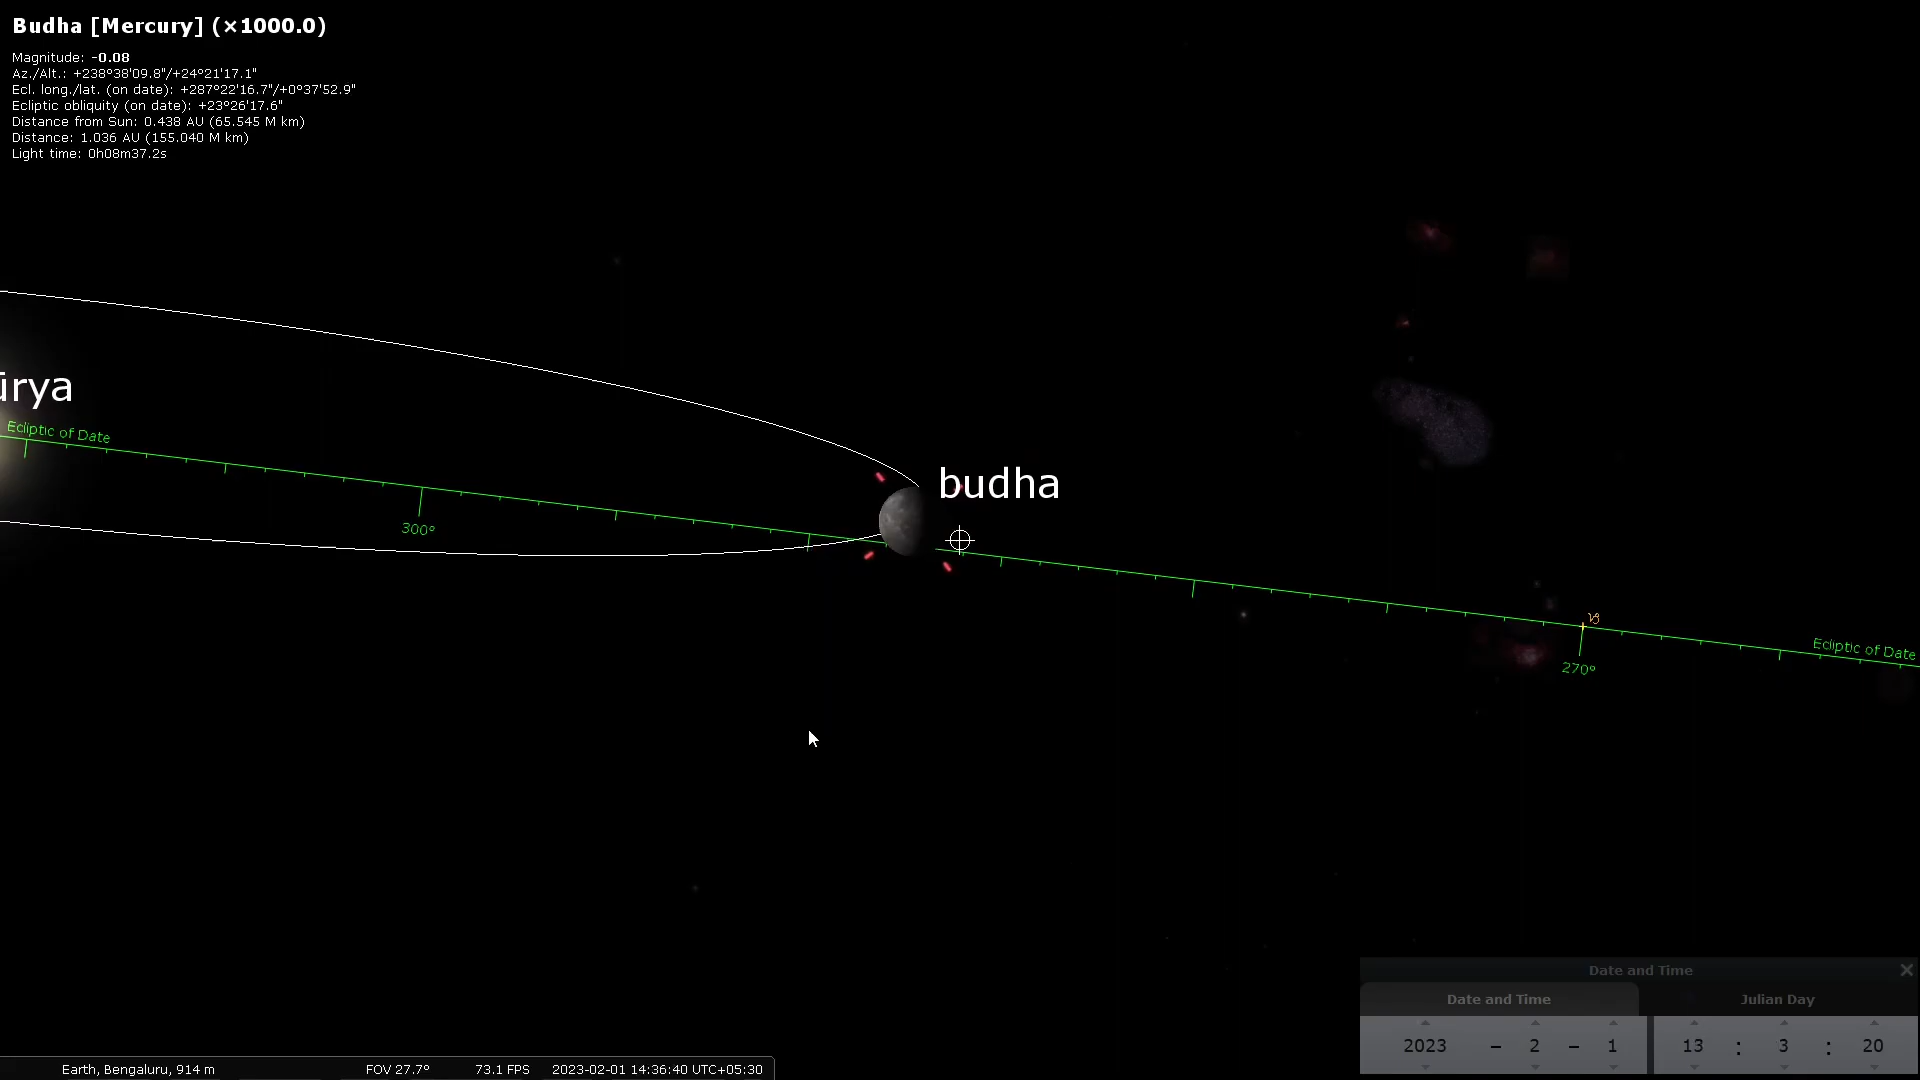 Budha [Mercury] (×1000.0)
Magnitude: -0.08
Az./Alt.: +238°38'09.8"/+24°21'17.1"
Ecl. long./lat. (on date): +287°22'16.7"/+0°37'52.9"
Ecliptic obliquity (on date): +23°26'17.6"
Distance from Sun: 0.438 AU (65.545 M km)
Distance: 1.036 AU (155.040 M km)
Light time: 0h08m37.2s
ūrya
Ecliptic of Date
budha
300°
♑
Ecliptic of Date
270°
Date and Time
Date and Time Julian Day
2023 - 2 - 1 13 : 3 : 20
Earth, Bengaluru, 914 m FOV 27.7° 73.1 FPS 2023-02-01 14:36:40 UTC+05:30